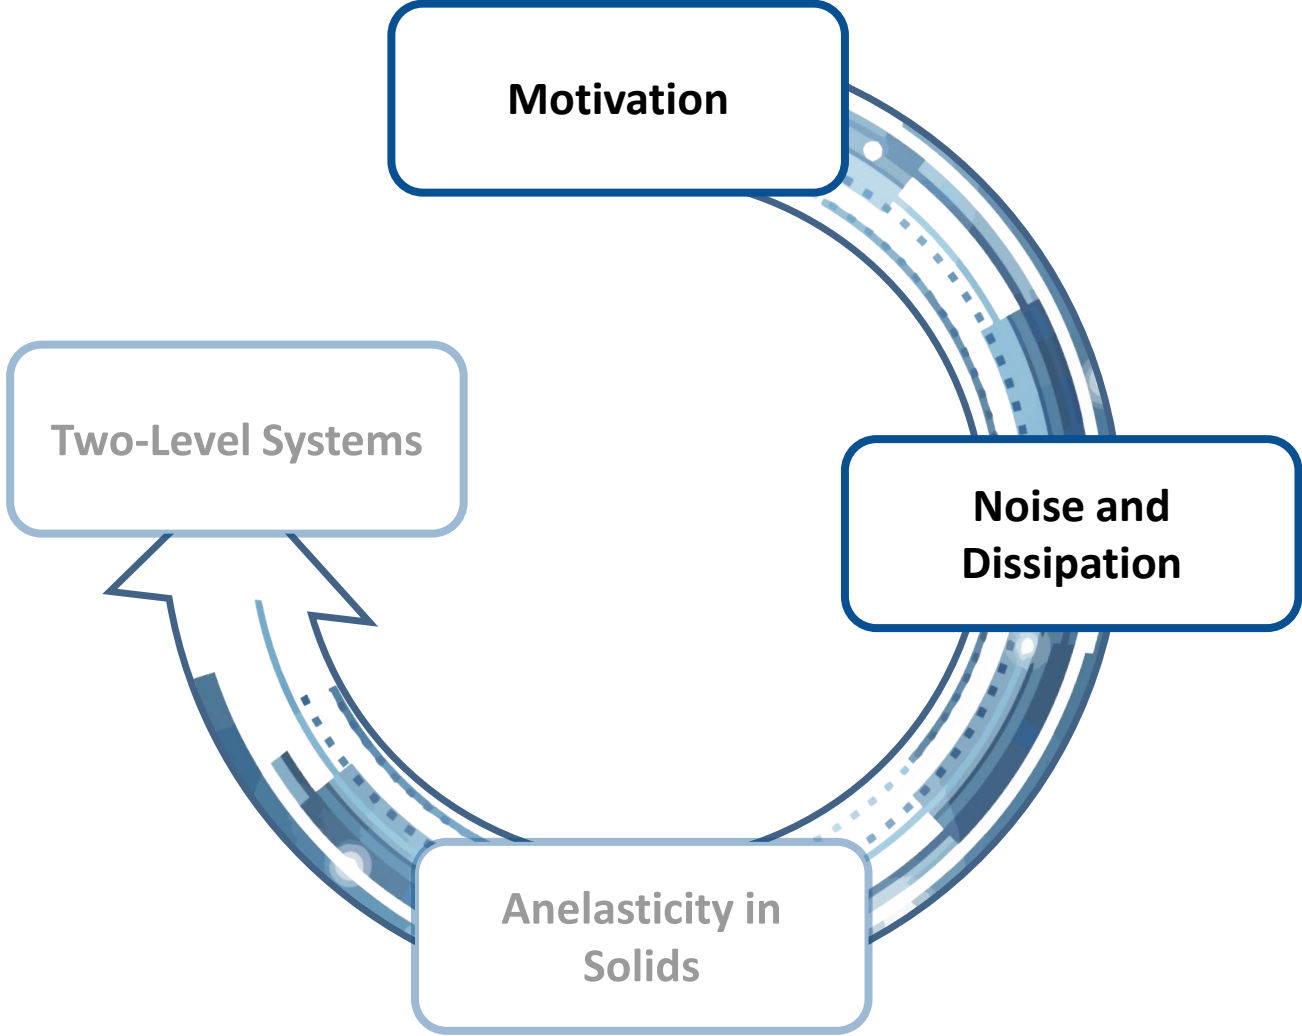 Motivation
Two-Level Systems
Noise and
Dissipation
Anelasticity in
Solids